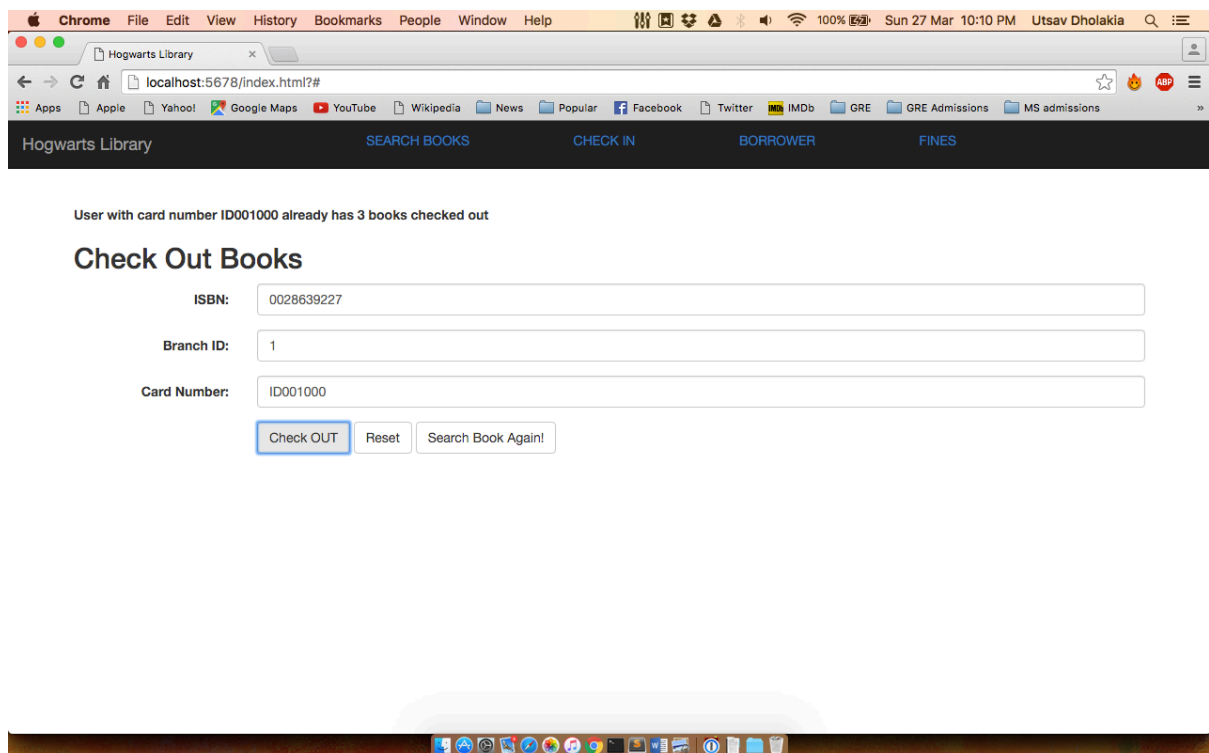 Chrome File Edit View History Bookmarks People Window Help 100% Sun 27 Mar 10:10 PM Utsav Dholakia
Hogwarts Library
localhost:5678/index.html?# ABP
Apps Apple Yahoo! Google Maps YouTube Wikipedia News Popular Facebook Twitter IMDb IMDb GRE GRE Admissions MS admissions »
Hogwarts Library SEARCH BOOKS CHECK IN BORROWER FINES
User with card number ID001000 already has 3 books checked out
Check Out Books
ISBN: 0028639227
Branch ID: 1
Card Number: ID001000
Check OUT Reset Search Book Again!